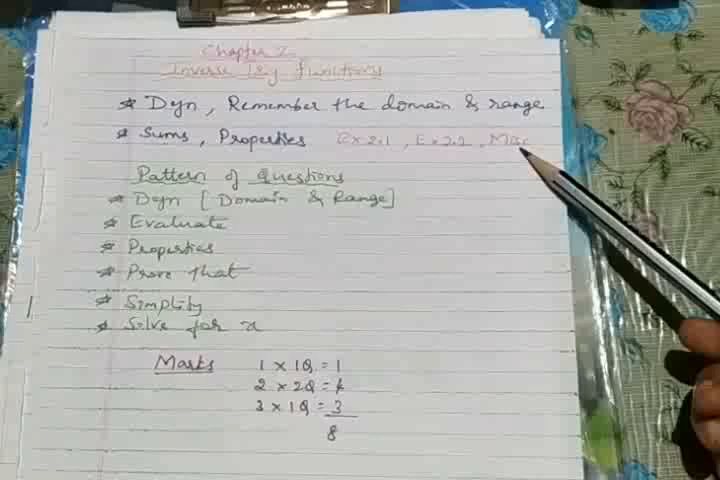 Chapter 2
Inverse Trig functions
* Defn, Remember the domain & range
* Sums, Properties Ex 2.1, Ex 2.2, Misc
Pattern of Questions
* Defn [Domain & Range]
* Evaluate
* Properties
* Prove that
* Simplify
* Solve for x
Marks 1 × 1Q = 1
2 × 2Q = 4
3 × 1Q = 3
8